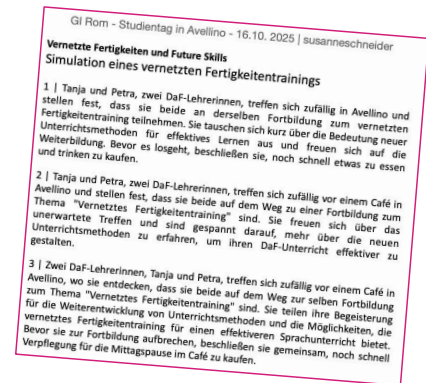 GI Rom - Studientag in Avellino - 16.10. 2025 | susanneschneider
Vernetzte Fertigkeiten und Future Skills
Simulation eines vernetzten Fertigkeitentrainings
1 | Tanja und Petra, zwei DaF-Lehrerinnen, treffen sich zufällig in Avellino und
stellen fest, dass sie beide an derselben Fortbildung zum vernetzten
Fertigkeitentraining teilnehmen. Sie tauschen sich kurz über die Bedeutung neuer
Unterrichtsmethoden für effektives Lernen aus und freuen sich auf die
Weiterbildung. Bevor es losgeht, beschließen sie, noch schnell etwas zu essen
und trinken zu kaufen.
2 | Tanja und Petra, zwei DaF-Lehrerinnen, treffen sich zufällig vor einem Café in
Avellino und stellen fest, dass sie beide auf dem Weg zu einer Fortbildung zum
Thema "Vernetztes Fertigkeitentraining" sind. Sie freuen sich über das
unerwartete Treffen und sind gespannt darauf, mehr über die neuen
Unterrichtsmethoden zu erfahren, um ihren DaF-Unterricht effektiver zu
gestalten.
3 | Zwei DaF-Lehrerinnen, Tanja und Petra, treffen sich zufällig vor einem Café in
Avellino, wo sie entdecken, dass sie beide auf dem Weg zur selben Fortbildung
zum Thema "Vernetztes Fertigkeitentraining" sind. Sie teilen ihre Begeisterung
für die Weiterentwicklung von Unterrichtsmethoden und die Möglichkeiten, die
vernetztes Fertigkeitentraining für einen effektiveren Sprachunterricht bietet.
Bevor sie zur Fortbildung aufbrechen, beschließen sie gemeinsam, noch schnell
Verpflegung für die Mittagspause im Café zu kaufen.